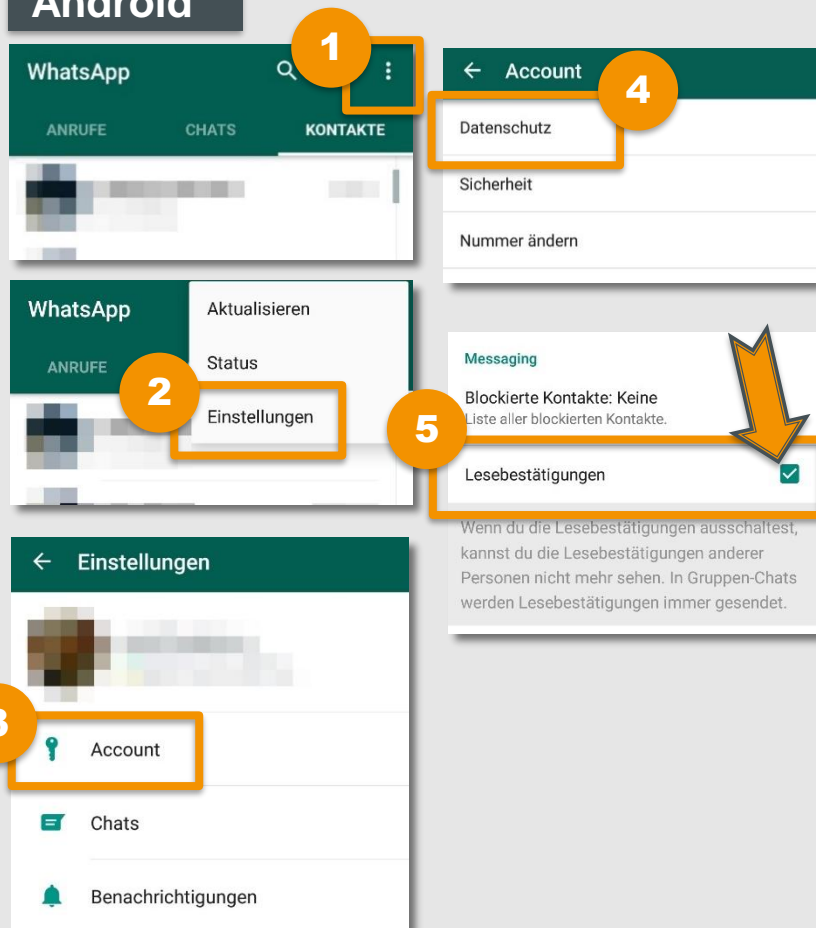 Android
1
WhatsApp
ANRUFE CHATS KONTAKTE
WhatsApp
ANRUFE
Aktualisieren
Status
2
Einstellungen
Einstellungen
3
Account
Chats
Benachrichtigungen
Account
4
Datenschutz
Sicherheit
Nummer ändern
Messaging
Blockierte Kontakte: Keine
Liste aller blockierten Kontakte.
5
Lesebestätigungen
Wenn du die Lesebestätigungen ausschaltest,
kannst du die Lesebestätigungen anderer
Personen nicht mehr sehen. In Gruppen-Chats
werden Lesebestätigungen immer gesendet.